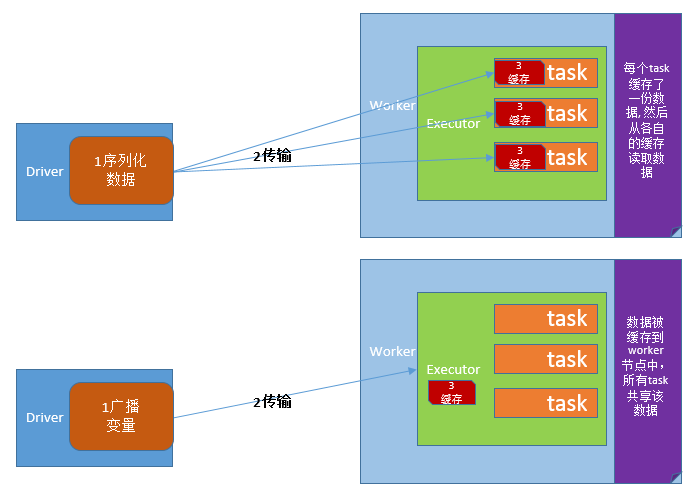 Driver
1序列化
数据
2传输
Worker
Executor
3
缓存
task
3
缓存
task
3
缓存
task
每个task
缓存了
一份数
据,然后
从各自
的缓存
读取数
据
Driver
1广播
变量
2传输
Worker
Executor
3
缓存
task
task
task
数据被
缓存到
worker
节点中，
所有task
共享该
数据